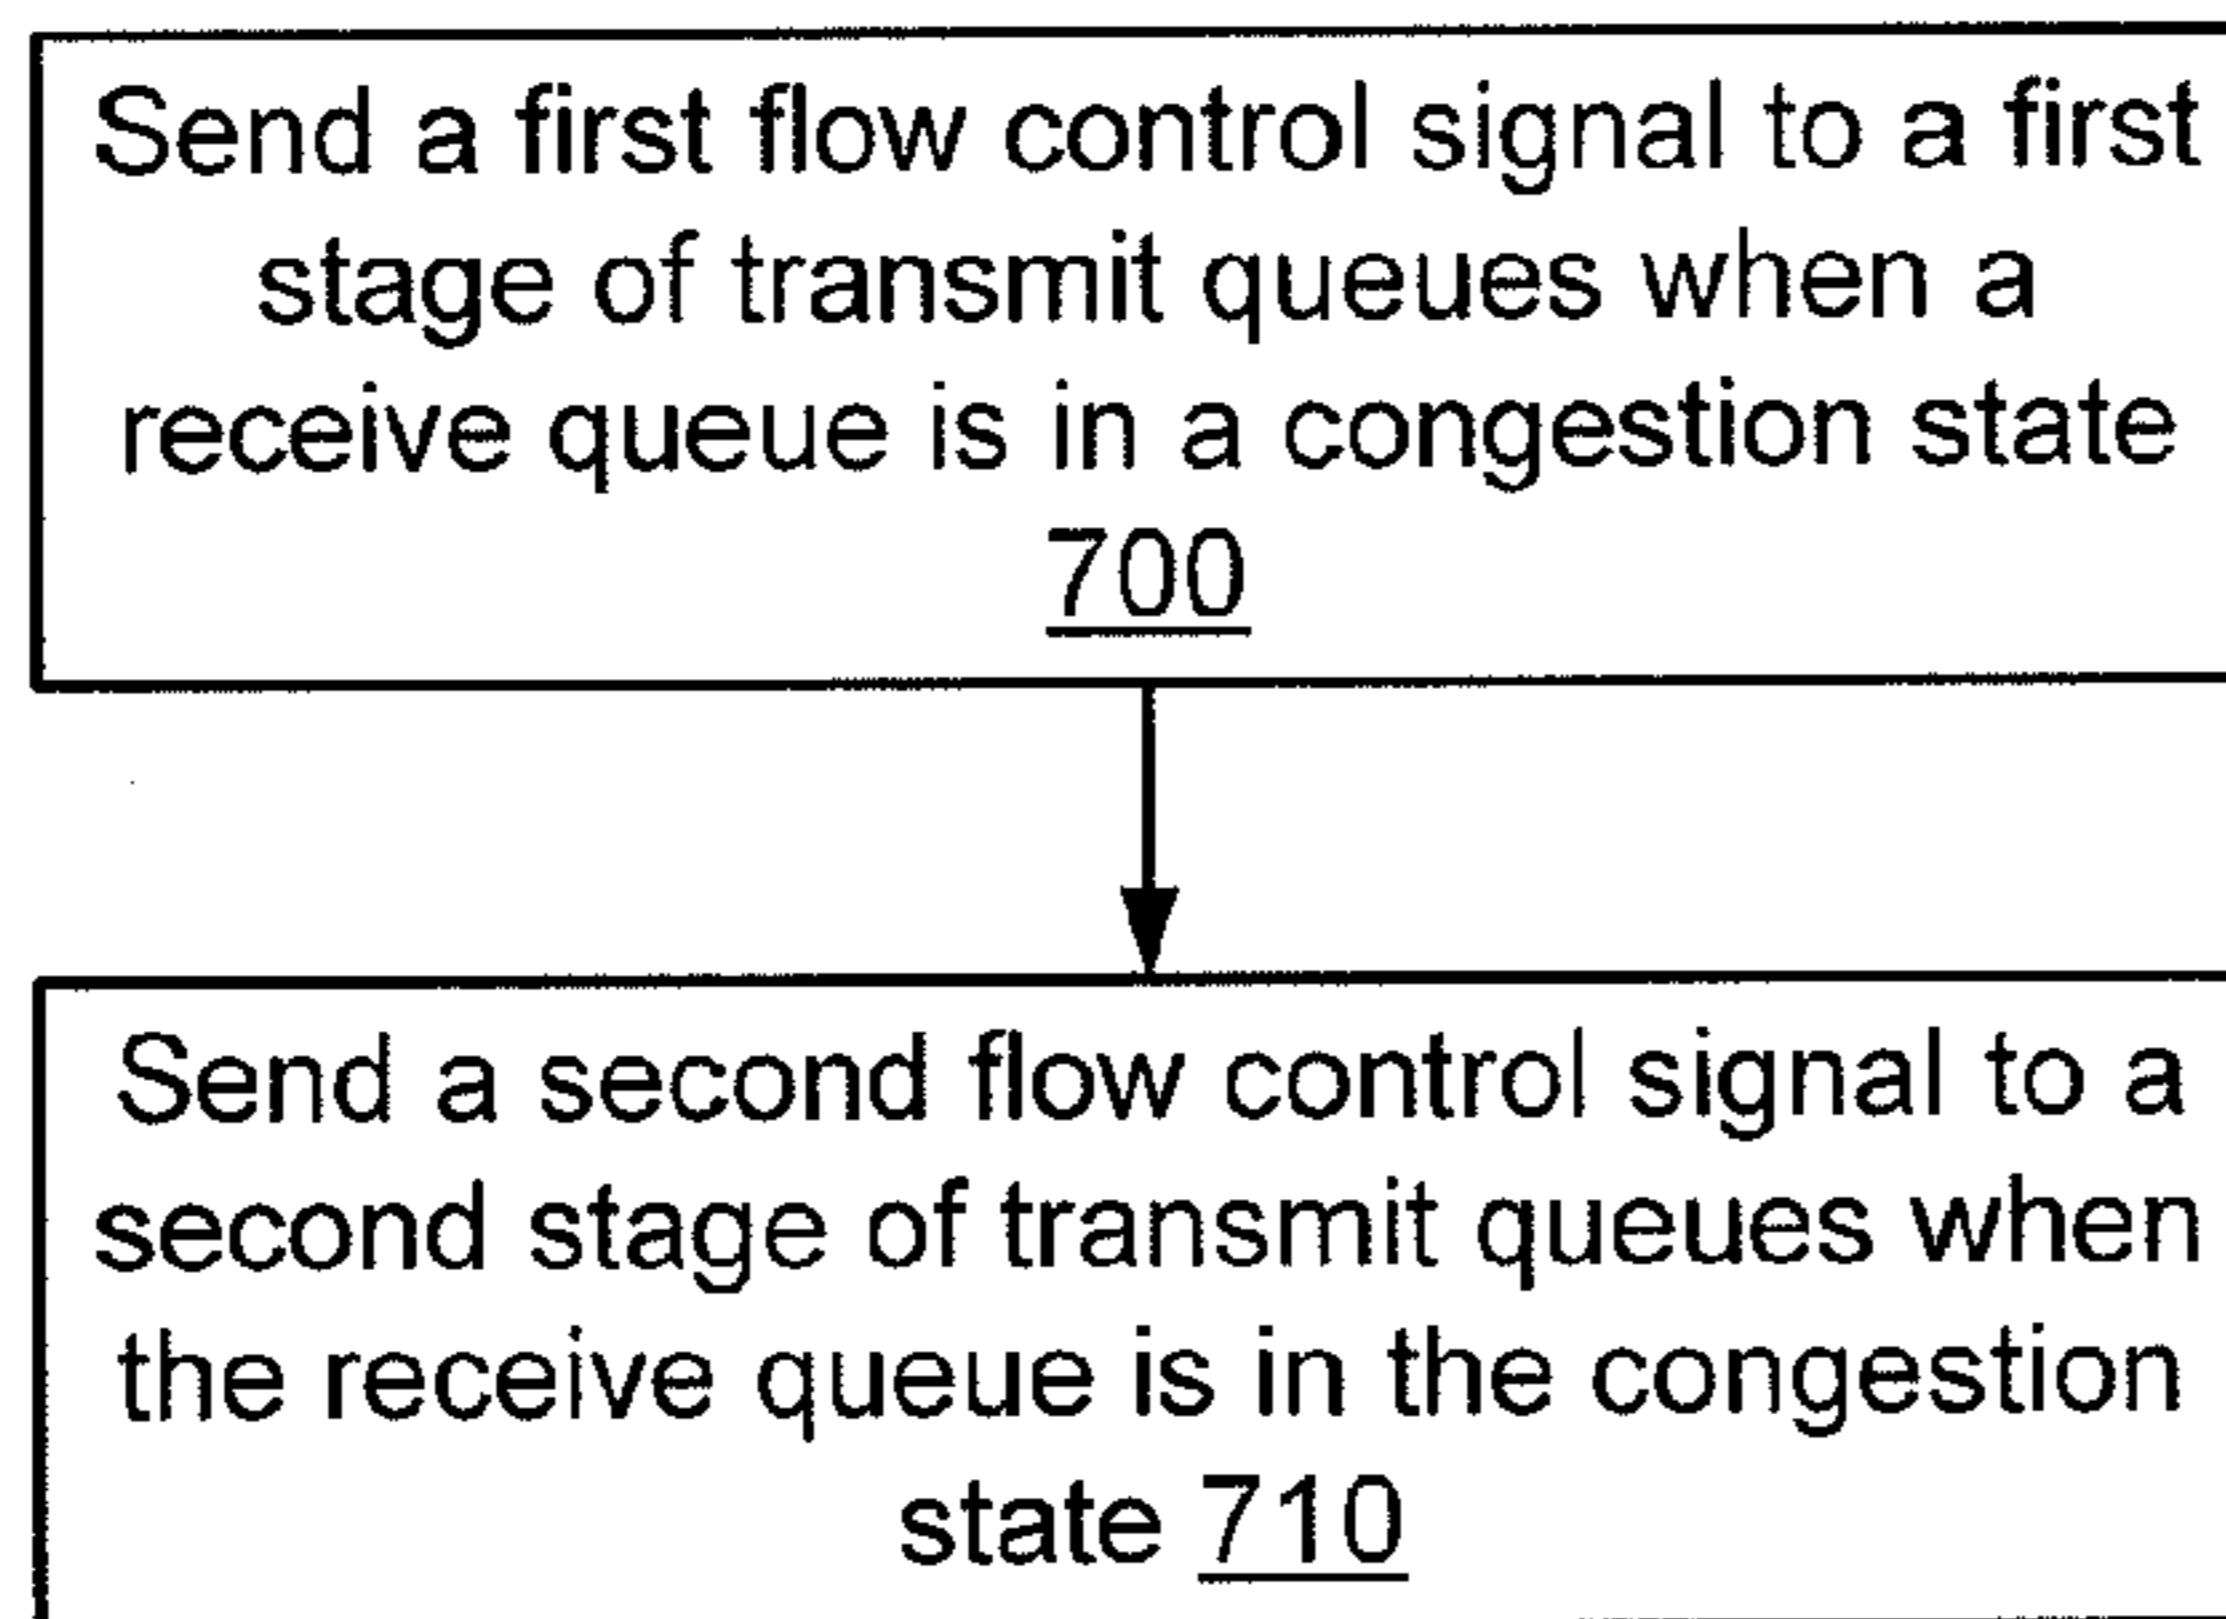 Send a first flow control signal to a first
stage of transmit queues when a
receive queue is in a congestion state
700
Send a second flow control signal to a
second stage of transmit queues when
the receive queue is in the congestion
state 710